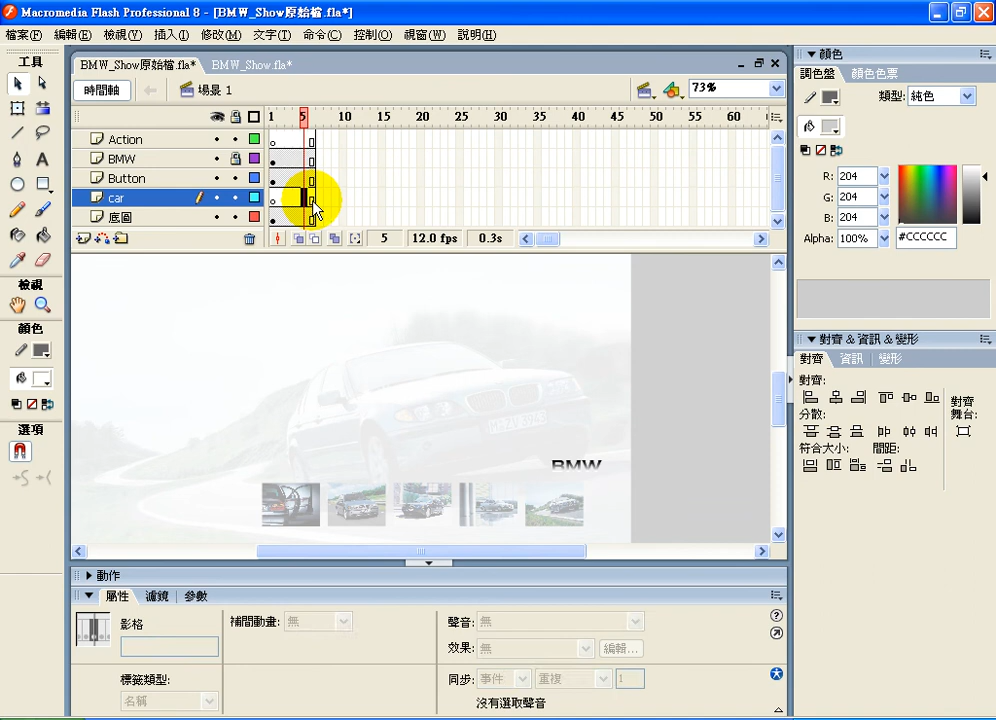 Macromedia Flash Professional 8 - [BMW_Show原始檔.fla*]
檔案(F) 編輯(E) 檢視(V) 插入(I) 修改(M) 文字(T) 命令(C) 控制(O) 視窗(W) 說明(H)
工具
檢視
顏色
選項
BMW_Show原始檔.fla* BMW_Show.fla*
時間軸 場景 1 73%
1 5 10 15 20 25 30 35 40 45 50 55 60
Action
BMW
Button
car
底圖
5 12.0 fps 0.3s
BMW
動作
屬性 濾鏡 參數
影格
標籤類型:
名稱
補間動畫: 無
聲音: 無
效果: 無 編輯...
同步: 事件 重複 1
沒有選取聲音
顏色
調色盤 顏色色票
類型: 純色
R: 204
G: 204
B: 204
Alpha: 100% #CCCCCC
對齊 & 資訊 & 變形
對齊 資訊 變形
對齊:
分散:
符合大小: 間距:
對齊
舞台: